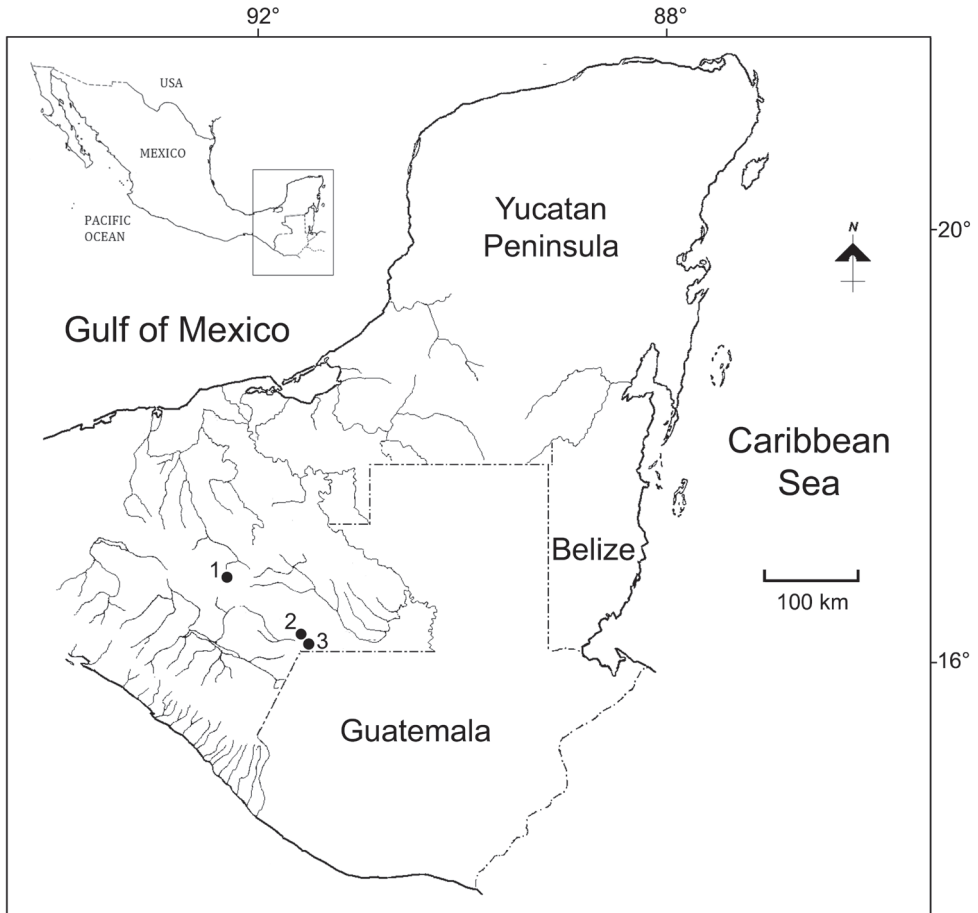 92°
88°
USA
MEXICO
PACIFIC
OCEAN
Yucatan
Peninsula
20°
N
Gulf of Mexico
Caribbean
Sea
Belize
1
100 km
2
3
16°
Guatemala